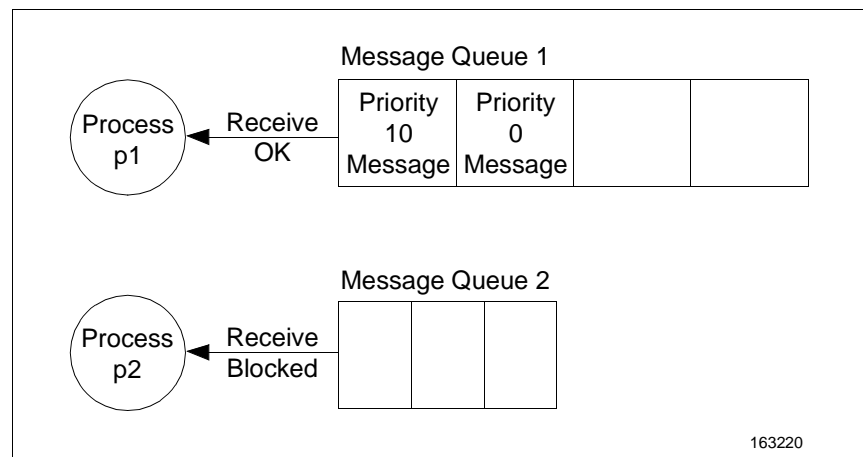 Message Queue 1
Process
p1
Receive
OK
Priority
10
Message
Priority
0
Message
Message Queue 2
Process
p2
Receive
Blocked
163220